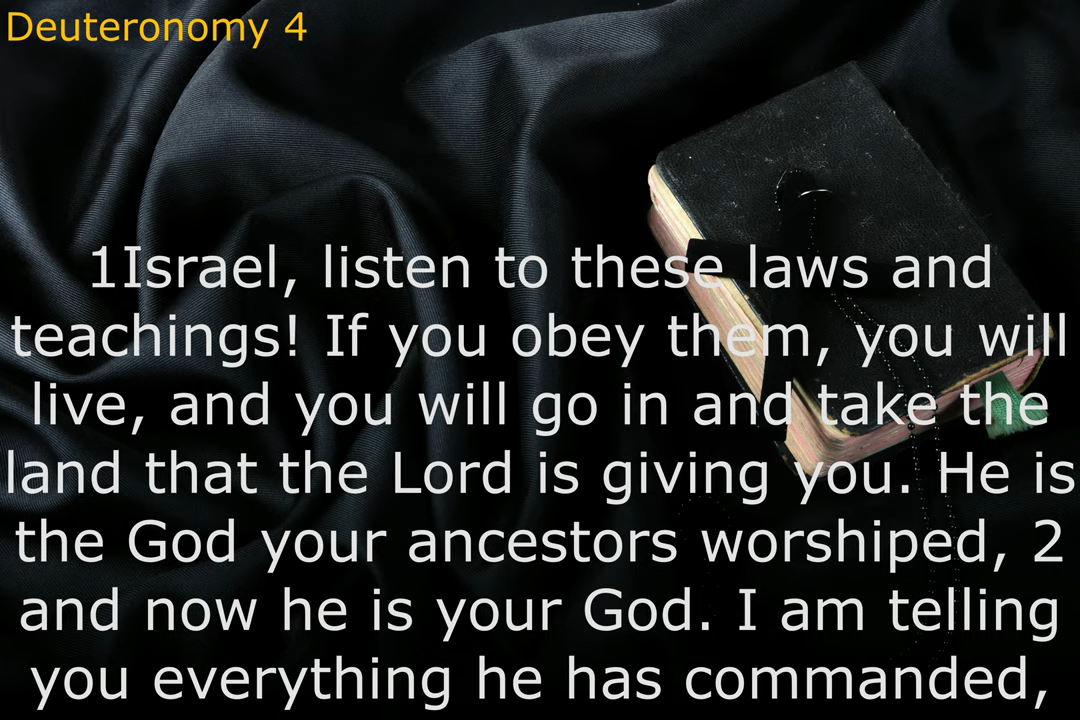 Deuteronomy 4
1Israel, listen to these laws and
teachings! If you obey them, you will
live, and you will go in and take the
land that the Lord is giving you. He is
the God your ancestors worshiped, 2
and now he is your God. I am telling
you everything he has commanded,